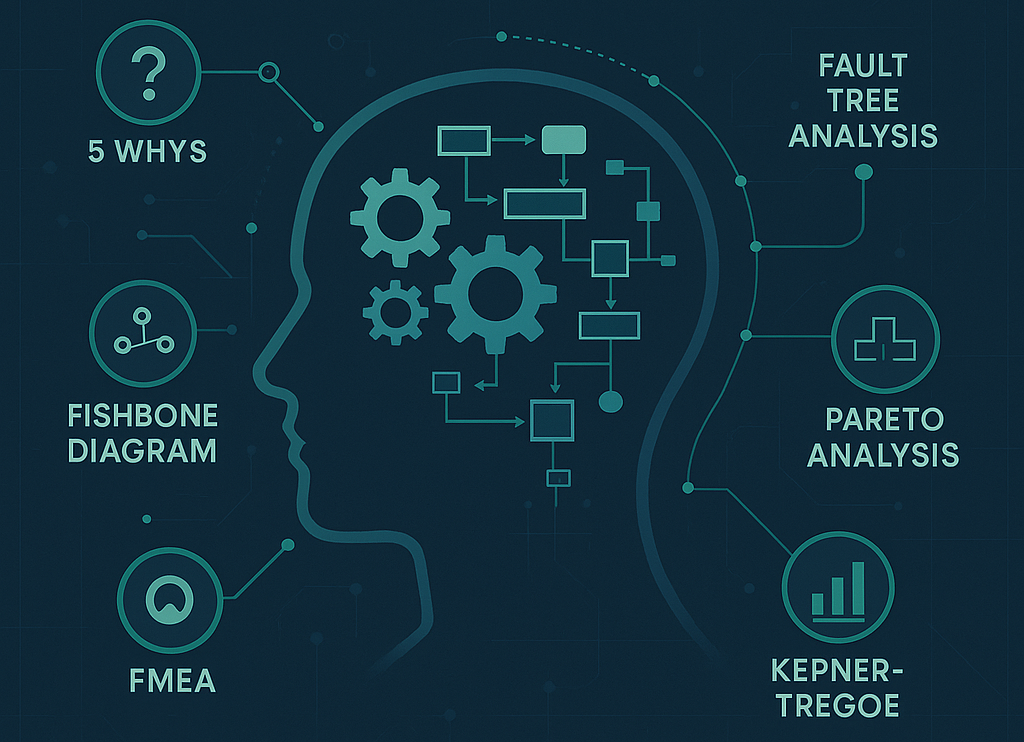 5 WHYS
FISHBONE
DIAGRAM
FMEA
FAULT
TREE
ANALYSIS
PARETO
ANALYSIS
KEPNER-
TREGOE